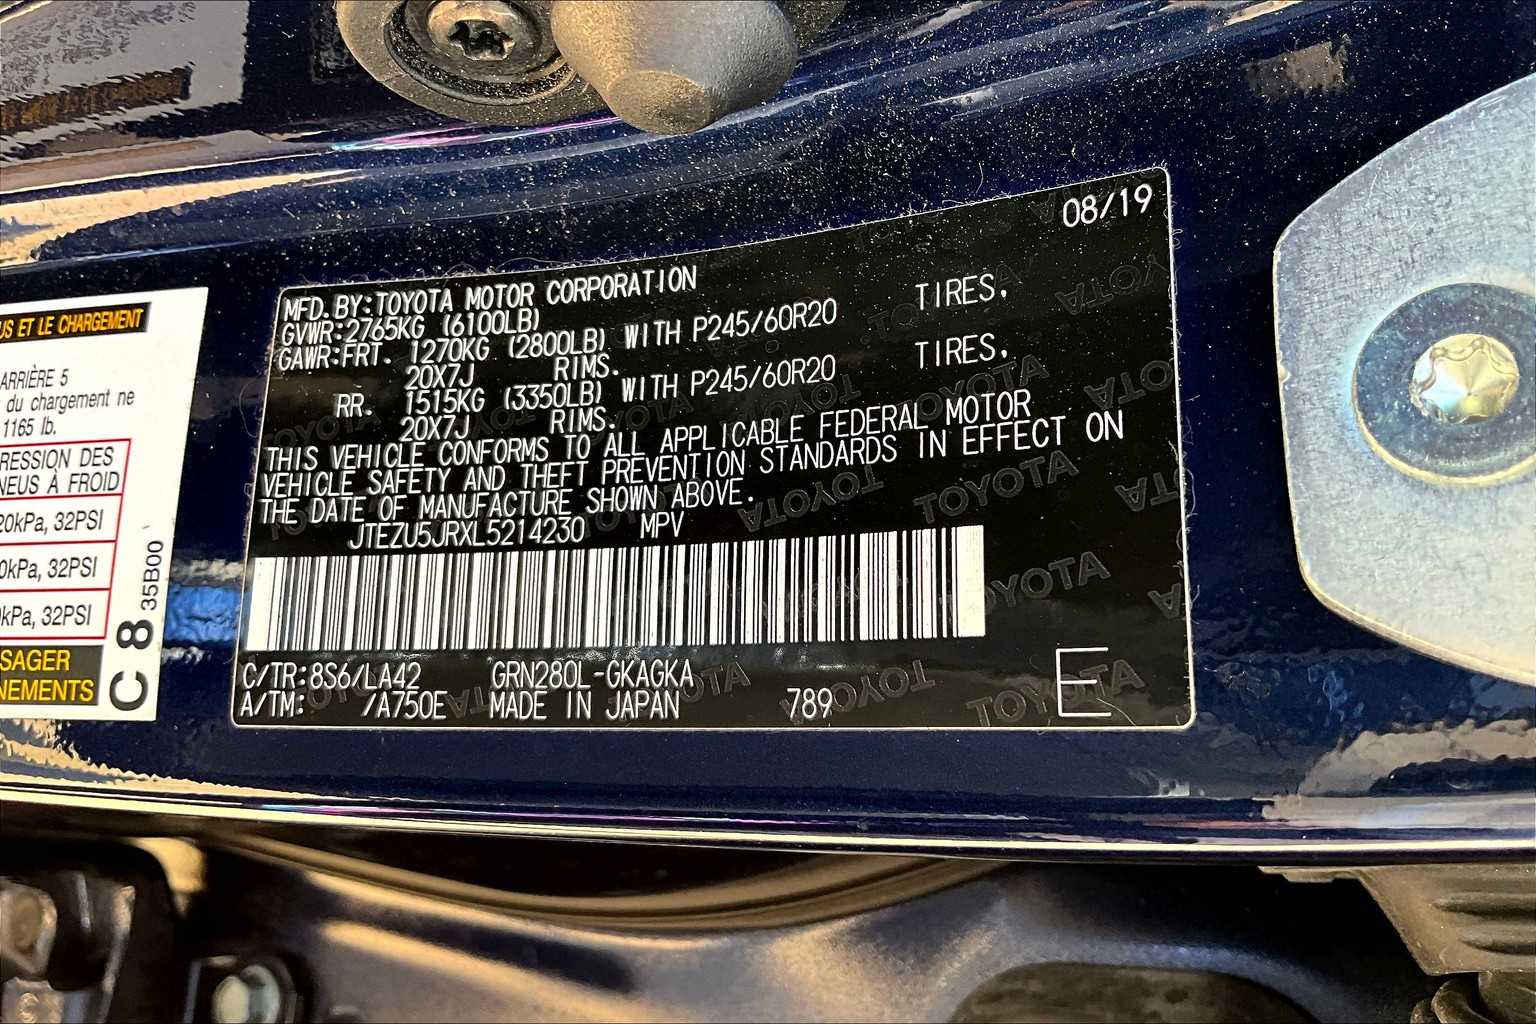 08/19
MFD.BY:TOYOTA MOTOR CORPORATION
GVWR:2765KG (6100LB)
GAWR:FRT. 1270KG (2800LB) WITH P245/60R20 TIRES,
20X7J RIMS.
RR. 1515KG (3350LB) WITH P245/60R20 TIRES,
20X7J RIMS.
THIS VEHICLE CONFORMS TO ALL APPLICABLE FEDERAL MOTOR
VEHICLE SAFETY AND THEFT PREVENTION STANDARDS IN EFFECT ON
THE DATE OF MANUFACTURE SHOWN ABOVE.
JTEZU5JRXL5214230 MPV
C/TR:8S6/LA42 GRN280L-GKAGKA
A/TM: /A750E MADE IN JAPAN 789 E
US ET LE CHARGEMENT
ARRIÈRE 5
du chargement ne
1165 lb.
RESSION DES
NEUS À FROID
20kPa, 32PSI
0kPa, 32PSI
kPa, 32PSI
SAGER
NEMENTS
C 8 35B00
TOYOTA TOYOTA TOYOTA TOYOTA